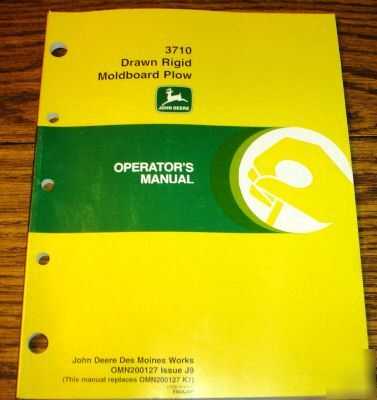 3710
Drawn Rigid
Moldboard Plow
JOHN DEERE
OPERATOR'S
MANUAL
John Deere Des Moines Works
OMN200127 Issue J9
(This manual replaces OMN200127 K7)
ENGLISH